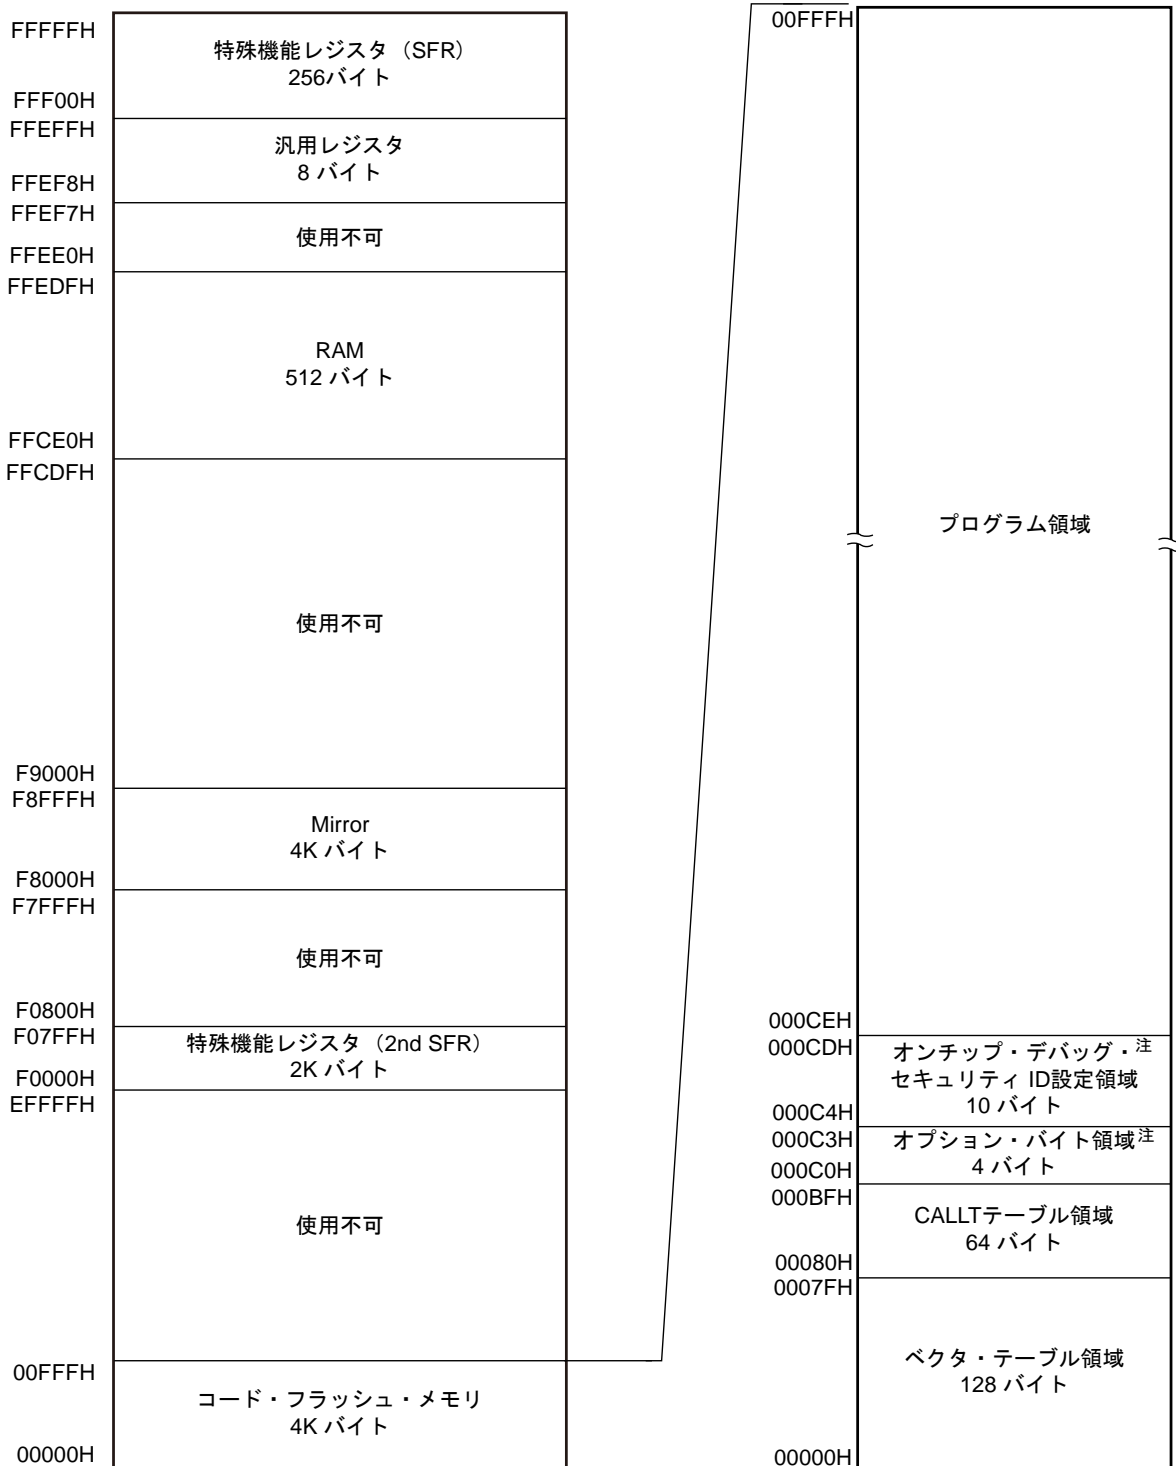 FFFFFH
特殊機能レジスタ（SFR）
256バイト
FFF00H
FFEFFH
汎用レジスタ
8 バイト
FFEF8H
FFEF7H
使用不可
FFEE0H
FFEDFH
RAM
512 バイト
FFCE0H
FFCDFH
使用不可
F9000H
F8FFFH
Mirror
4K バイト
F8000H
F7FFFH
使用不可
F0800H
F07FFH
特殊機能レジスタ（2nd SFR）
2K バイト
F0000H
EFFFFH
使用不可
00FFFH
コード・フラッシュ・メモリ
4K バイト
00000H
00FFFH
プログラム領域
000CEH
000CDH
オンチップ・デバッグ・注
セキュリティ ID設定領域
10 バイト
000C4H
000C3H
オプション・バイト領域注
4 バイト
000C0H
000BFH
CALLTテーブル領域
64 バイト
00080H
0007FH
ベクタ・テーブル領域
128 バイト
00000H